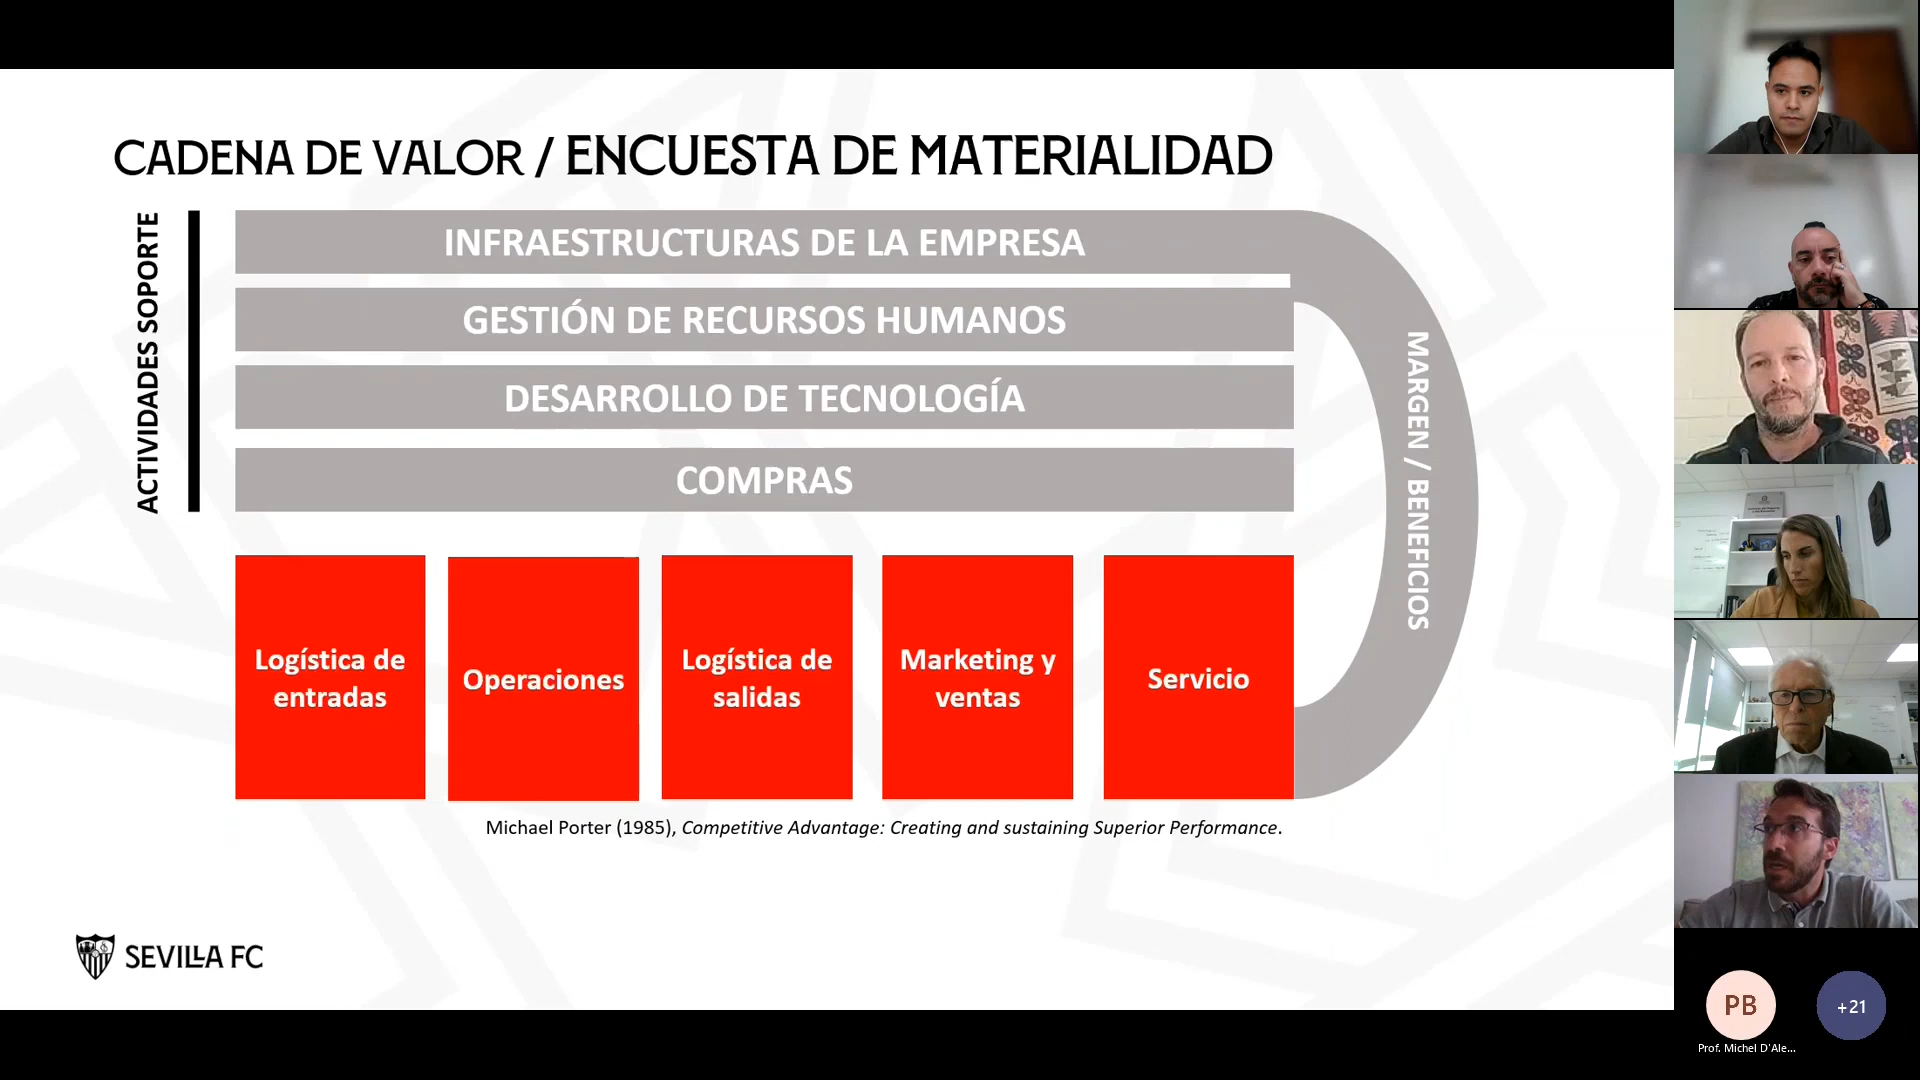 CADENA DE VALOR / ENCUESTA DE MATERIALIDAD
ACTIVIDADES SOPORTE
INFRAESTRUCTURAS DE LA EMPRESA
GESTIÓN DE RECURSOS HUMANOS
DESARROLLO DE TECNOLOGÍA
COMPRAS
MARGEN / BENEFICIOS
Logística de
entradas
Operaciones
Logística de
salidas
Marketing y
ventas
Servicio
Michael Porter (1985), Competitive Advantage: Creating and sustaining Superior Performance.
SEVILLA FC
PB
+21
Prof. Michel D'Ale...